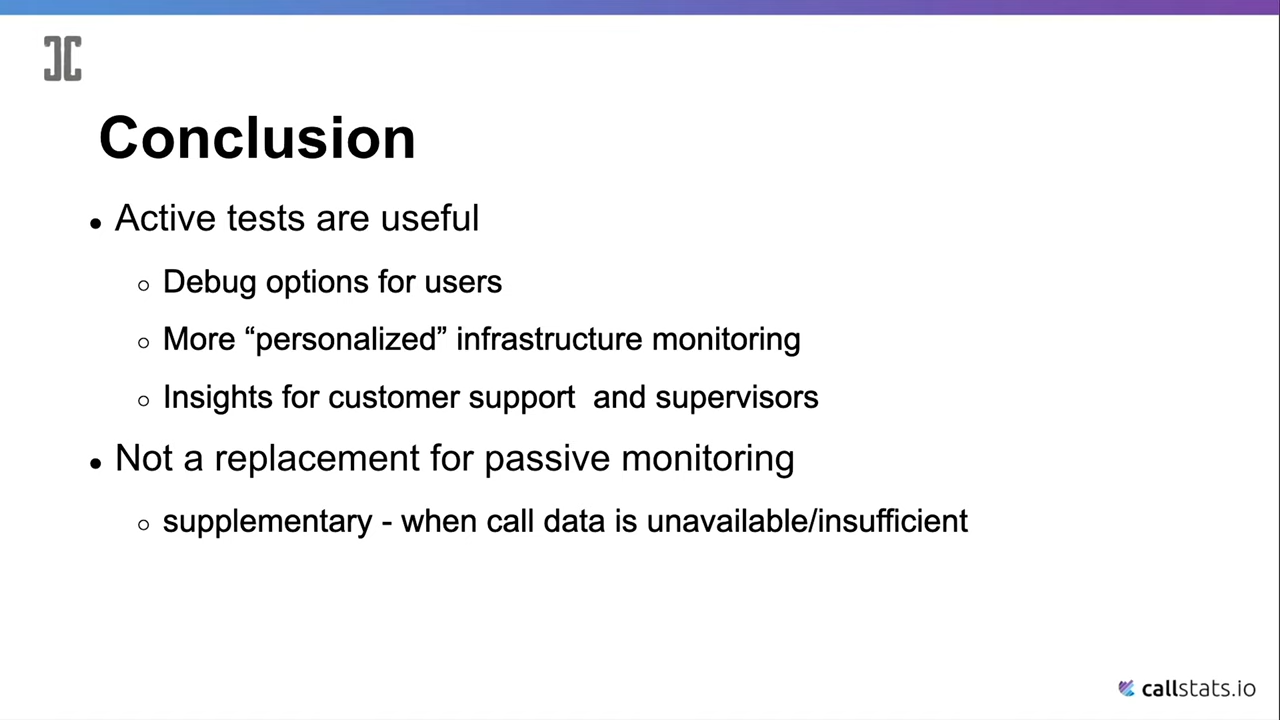 Conclusion
● Active tests are useful
○ Debug options for users
○ More “personalized” infrastructure monitoring
○ Insights for customer support  and supervisors
● Not a replacement for passive monitoring
○ supplementary - when call data is unavailable/insufficient
callstats.io